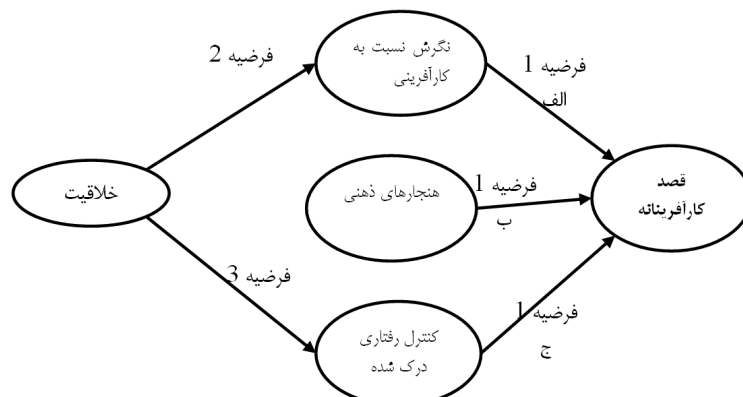 نگرش نسبت به
کارآفرینی
فرضیه 2
فرضیه 1
الف
خلاقیت
هنجارهای ذهنی
فرضیه 1
ب
قصد
کارآفرینانه
فرضیه 3
کنترل رفتاری
درک شده
فرضیه 1
ج